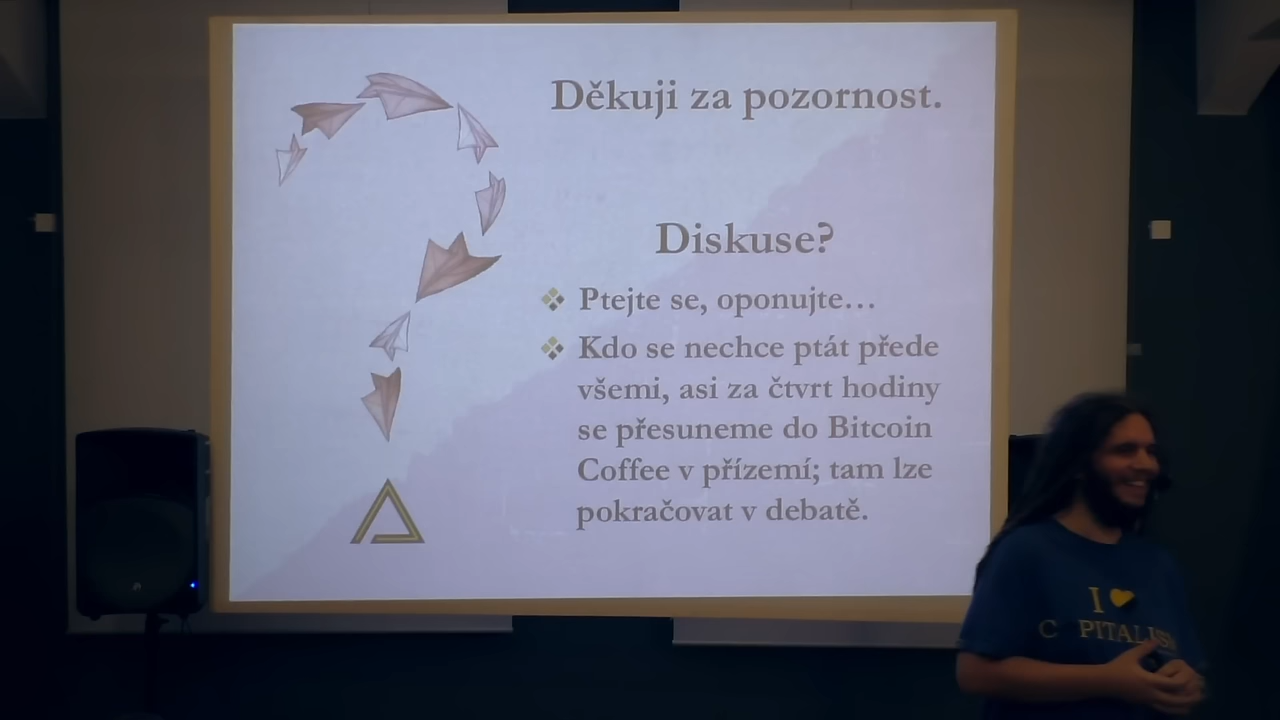 Děkuji za pozornost.
Diskuse?
Ptejte se, oponujte…
Kdo se nechce ptát přede
všemi, asi za čtvrt hodiny
se přesuneme do Bitcoin
Coffee v přízemí; tam lze
pokračovat v debatě.
I